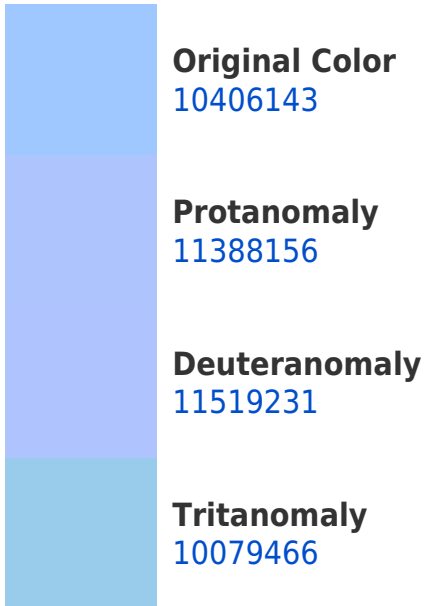 Original Color
10406143
Protanomaly
11388156
Deuteranomaly
11519231
Tritanomaly
10079466